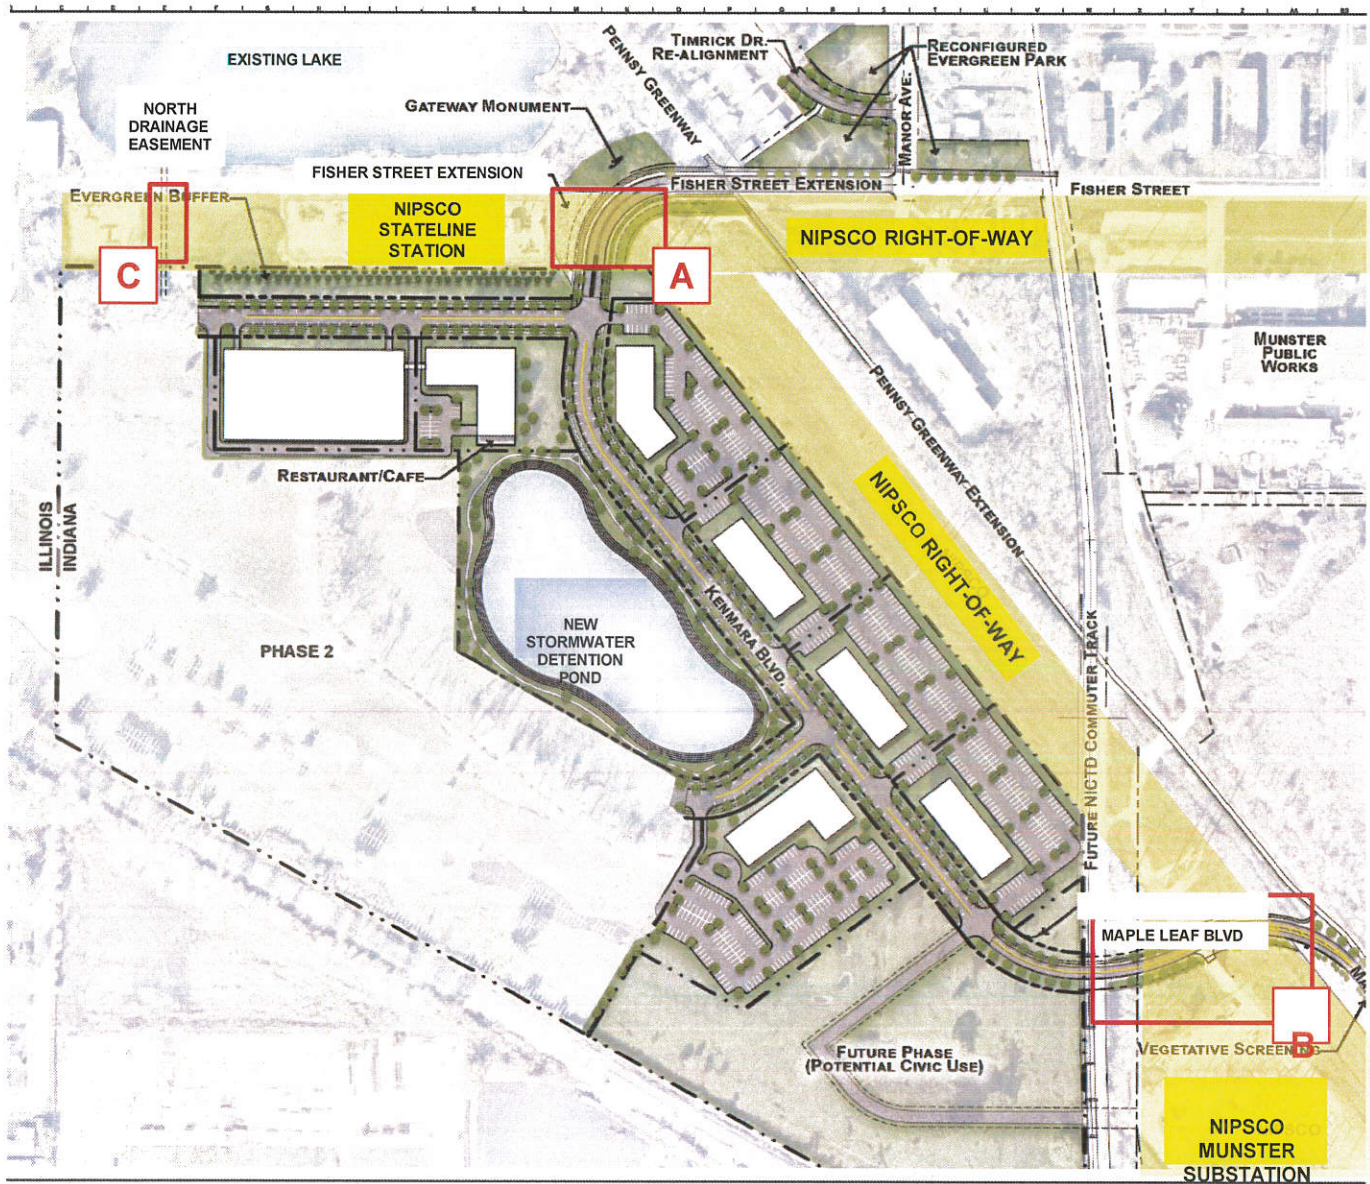 EXISTING LAKE
NORTH
DRAINAGE
EASEMENT
GATEWAY MONUMENT
PENNSY GREENWAY
TIMRICK DR.
RE-ALIGNMENT
MANOR AVE.
RECONFIGURED
EVERGREEN PARK
FISHER STREET EXTENSION
FISHER STREET EXTENSION
FISHER STREET
EVERGREEN BUFFER
NIPSCO
STATELINE
STATION
NIPSCO RIGHT-OF-WAY
C
A
MUNSTER
PUBLIC
WORKS
PENNSY GREENWAY EXTENSION
RESTAURANT/CAFE
NIPSCO RIGHT-OF-WAY
ILLINOIS
INDIANA
PHASE 2
NEW
STORMWATER
DETENTION
POND
KENMARA BLVD.
FUTURE NICTD COMMUTER TRACK
MAPLE LEAF BLVD
B
VEGETATIVE SCREENING
FUTURE PHASE
(POTENTIAL CIVIC USE)
NIPSCO
MUNSTER
SUBSTATION